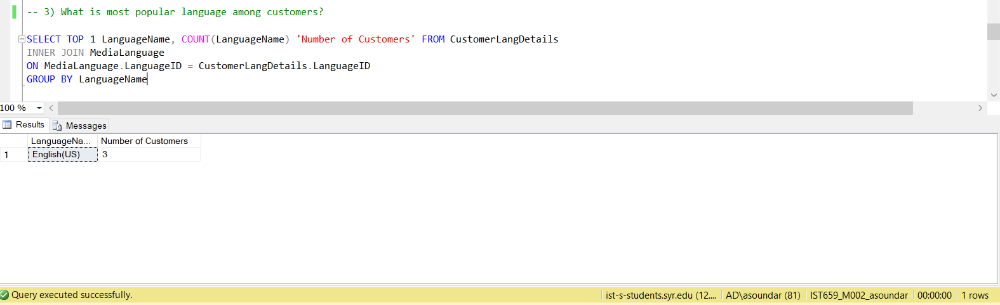 -- 3) What is most popular language among customers?
SELECT TOP 1 LanguageName, COUNT(LanguageName) 'Number of Customers' FROM CustomerLangDetails
INNER JOIN MediaLanguage
ON MediaLanguage.LanguageID = CustomerLangDetails.LanguageID
GROUP BY LanguageName
100 %
Results Messages
LanguageNa... Number of Customers
1 English(US) 3
Query executed successfully. ist-s-students.syr.edu (12.... AD\asoundar (81) IST659_M002_asoundar 00:00:00 1 rows